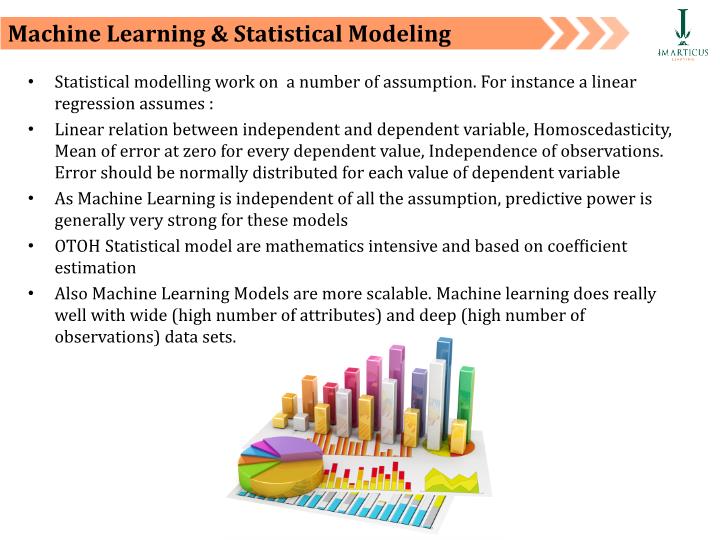 Machine Learning & Statistical Modeling
IMARTICUS
LEARNING
• Statistical modelling work on a number of assumption. For instance a linear
regression assumes :
• Linear relation between independent and dependent variable, Homoscedasticity,
Mean of error at zero for every dependent value, Independence of observations.
Error should be normally distributed for each value of dependent variable
• As Machine Learning is independent of all the assumption, predictive power is
generally very strong for these models
• OTOH Statistical model are mathematics intensive and based on coefficient
estimation
• Also Machine Learning Models are more scalable. Machine learning does really
well with wide (high number of attributes) and deep (high number of
observations) data sets.